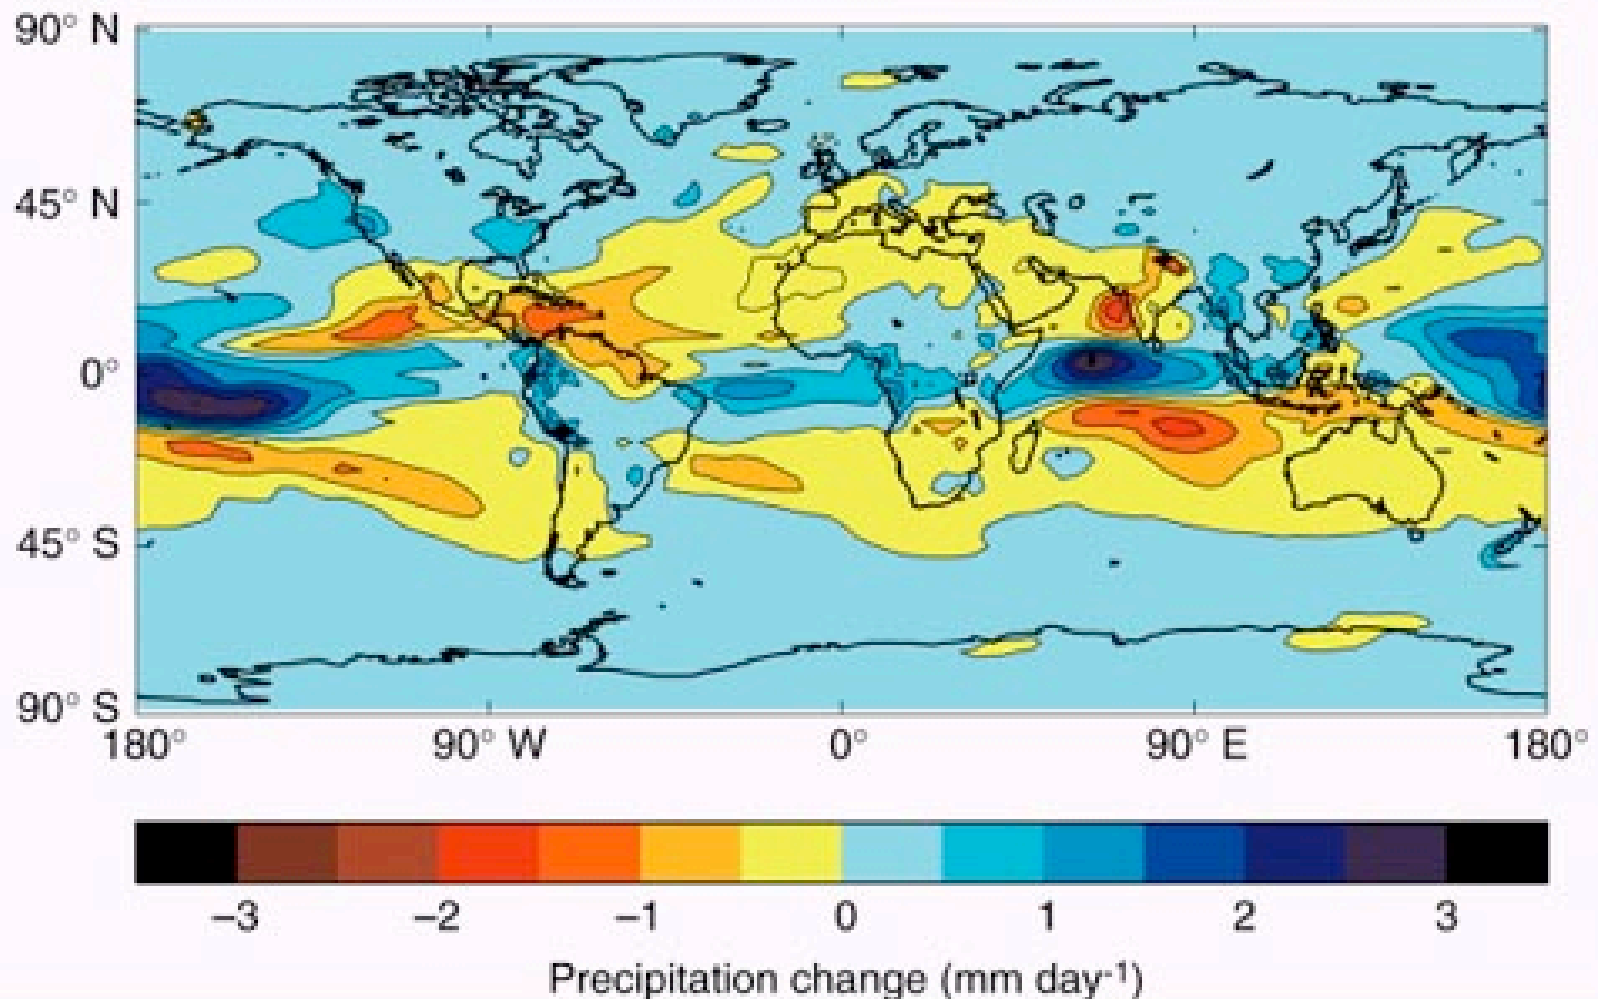 90° N
45° N
0°
45° S
90° S
180° 90° W 0° 90° E 180°
–3 –2 –1 0 1 2 3
Precipitation change (mm day⁻¹)